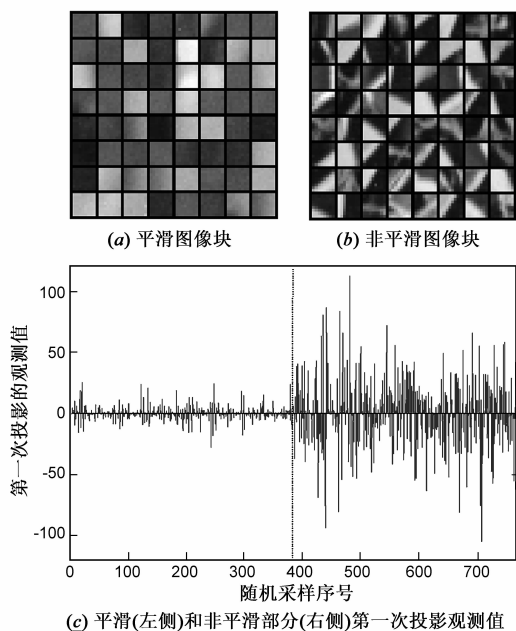 (a) 平滑图像块
(b) 非平滑图像块
第一次投影的观测值
100
50
0
-50
-100
0
100
200
300
400
500
600
700
随机采样序号
(c) 平滑(左侧)和非平滑部分(右侧)第一次投影观测值